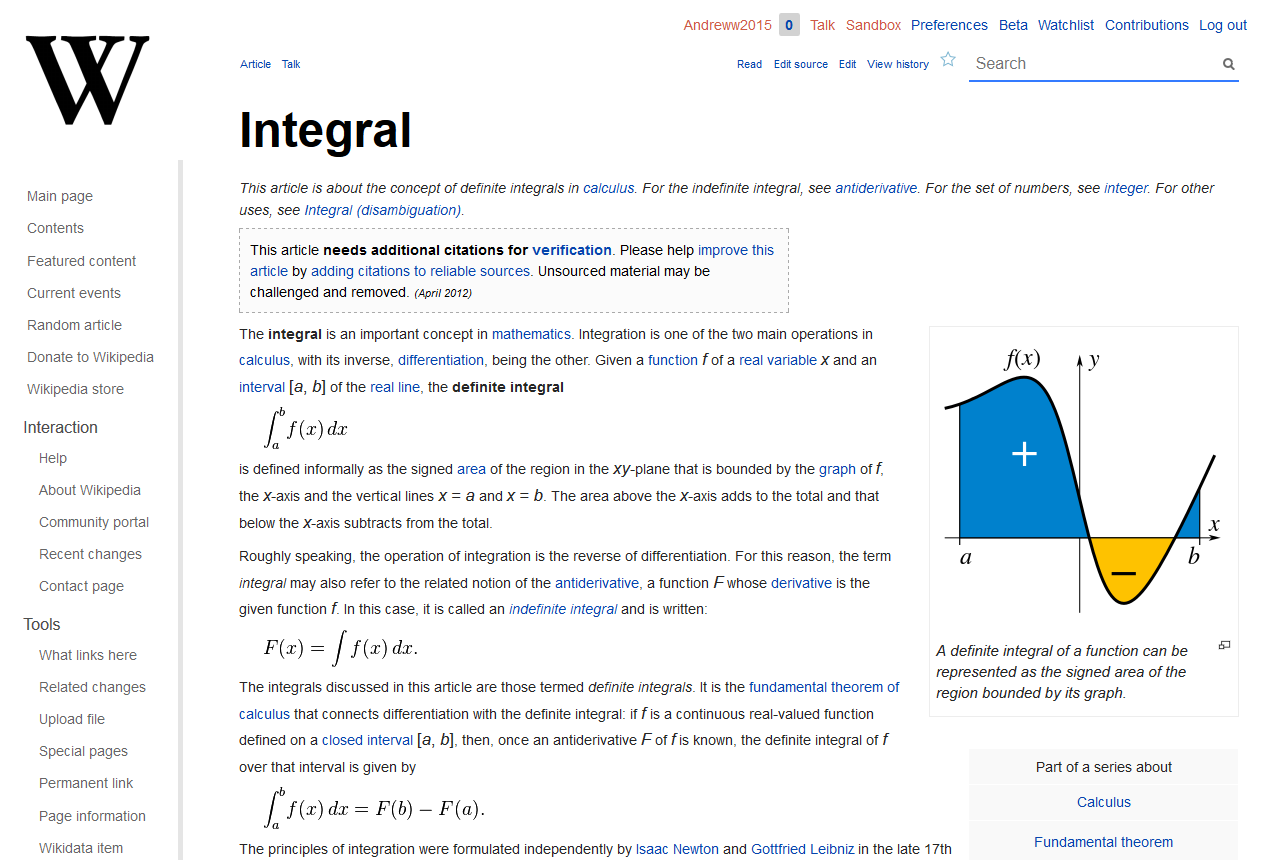 W
Andreww2015 0 Talk Sandbox Preferences Beta Watchlist Contributions Log out
Article Talk
Read Edit source Edit View history
Search
Integral
This article is about the concept of definite integrals in calculus. For the indefinite integral, see antiderivative. For the set of numbers, see integer. For other
uses, see Integral (disambiguation).
This article needs additional citations for verification. Please help improve this
article by adding citations to reliable sources. Unsourced material may be
challenged and removed. (April 2012)
The integral is an important concept in mathematics. Integration is one of the two main operations in
calculus, with its inverse, differentiation, being the other. Given a function f of a real variable x and an
interval [a, b] of the real line, the definite integral
∫_a^b f(x) dx
is defined informally as the signed area of the region in the xy-plane that is bounded by the graph of f,
the x-axis and the vertical lines x = a and x = b. The area above the x-axis adds to the total and that
below the x-axis subtracts from the total.
Roughly speaking, the operation of integration is the reverse of differentiation. For this reason, the term
integral may also refer to the related notion of the antiderivative, a function F whose derivative is the
given function f. In this case, it is called an indefinite integral and is written:
F(x) = ∫ f(x) dx.
The integrals discussed in this article are those termed definite integrals. It is the fundamental theorem of
calculus that connects differentiation with the definite integral: if f is a continuous real-valued function
defined on a closed interval [a, b], then, once an antiderivative F of f is known, the definite integral of f
over that interval is given by
∫_a^b f(x) dx = F(b) − F(a).
The principles of integration were formulated independently by Isaac Newton and Gottfried Leibniz in the late 17th
f(x)
y
+
x
a
b
−
A definite integral of a function can be
represented as the signed area of the
region bounded by its graph.
Part of a series about
Calculus
Fundamental theorem
Main page
Contents
Featured content
Current events
Random article
Donate to Wikipedia
Wikipedia store
Interaction
Help
About Wikipedia
Community portal
Recent changes
Contact page
Tools
What links here
Related changes
Upload file
Special pages
Permanent link
Page information
Wikidata item